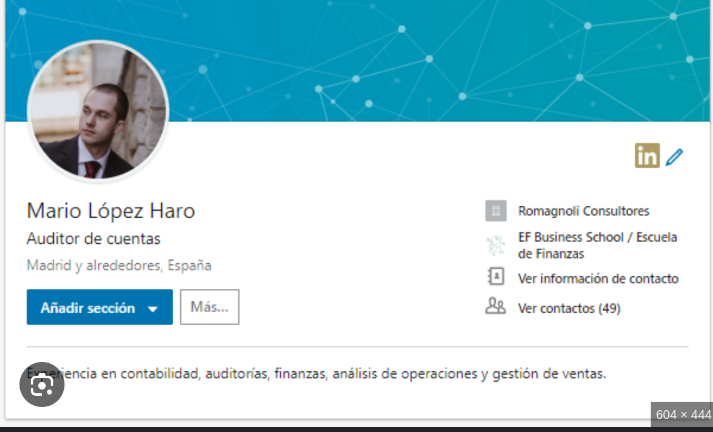 in
Mario López Haro
Auditor de cuentas
Madrid y alrededores, España
Añadir sección
Más...
Romagnoli Consultores
EF Business School / Escuela
de Finanzas
Ver información de contacto
Ver contactos (49)
en contabilidad, auditorías, finanzas, análisis de operaciones y gestión de ventas.
604 × 444